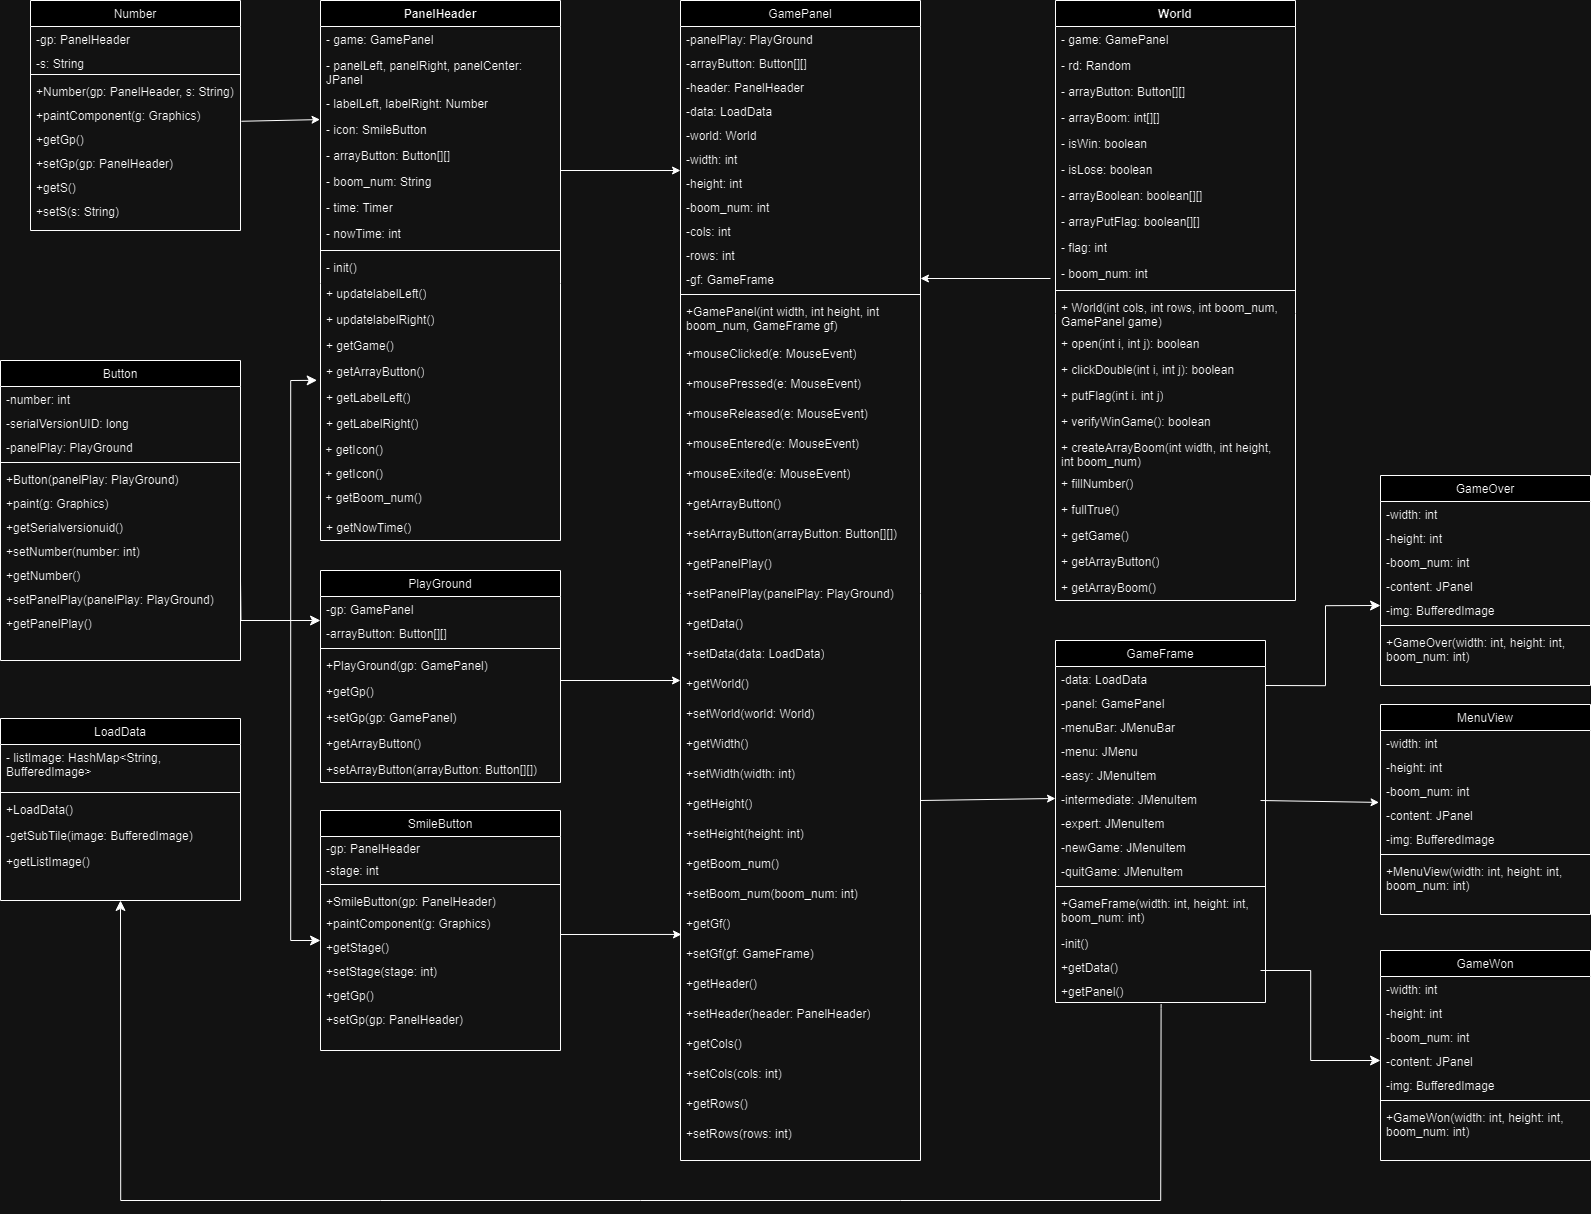 Number
-gp: PanelHeader
-s: String
+Number(gp: PanelHeader, s: String)
+paintComponent(g: Graphics)
+getGp()
+setGp(gp: PanelHeader)
+getS()
+setS(s: String)
Button
-number: int
-serialVersionUID: long
-panelPlay: PlayGround
+Button(panelPlay: PlayGround)
+paint(g: Graphics)
+getSerialversionuid()
+setNumber(number: int)
+getNumber()
+setPanelPlay(panelPlay: PlayGround)
+getPanelPlay()
LoadData
- listImage: HashMap<String,
BufferedImage>
+LoadData()
-getSubTile(image: BufferedImage)
+getListImage()
PanelHeader
- game: GamePanel
- panelLeft, panelRight, panelCenter:
JPanel
- labelLeft, labelRight: Number
- icon: SmileButton
- arrayButton: Button[][]
- boom_num: String
- time: Timer
- nowTime: int
- init()
+ updatelabelLeft()
+ updatelabelRight()
+ getGame()
+ getArrayButton()
+ getLabelLeft()
+ getLabelRight()
+ getIcon()
+ getIcon()
+ getBoom_num()
+ getNowTime()
PlayGround
-gp: GamePanel
-arrayButton: Button[][]
+PlayGround(gp: GamePanel)
+getGp()
+setGp(gp: GamePanel)
+getArrayButton()
+setArrayButton(arrayButton: Button[][])
SmileButton
-gp: PanelHeader
-stage: int
+SmileButton(gp: PanelHeader)
+paintComponent(g: Graphics)
+getStage()
+setStage(stage: int)
+getGp()
+setGp(gp: PanelHeader)
GamePanel
-panelPlay: PlayGround
-arrayButton: Button[][]
-header: PanelHeader
-data: LoadData
-world: World
-width: int
-height: int
-boom_num: int
-cols: int
-rows: int
-gf: GameFrame
+GamePanel(int width, int height, int
boom_num, GameFrame gf)
+mouseClicked(e: MouseEvent)
+mousePressed(e: MouseEvent)
+mouseReleased(e: MouseEvent)
+mouseEntered(e: MouseEvent)
+mouseExited(e: MouseEvent)
+getArrayButton()
+setArrayButton(arrayButton: Button[][])
+getPanelPlay()
+setPanelPlay(panelPlay: PlayGround)
+getData()
+setData(data: LoadData)
+getWorld()
+setWorld(world: World)
+getWidth()
+setWidth(width: int)
+getHeight()
+setHeight(height: int)
+getBoom_num()
+setBoom_num(boom_num: int)
+getGf()
+setGf(gf: GameFrame)
+getHeader()
+setHeader(header: PanelHeader)
+getCols()
+setCols(cols: int)
+getRows()
+setRows(rows: int)
World
- game: GamePanel
- rd: Random
- arrayButton: Button[][]
- arrayBoom: int[][]
- isWin: boolean
- isLose: boolean
- arrayBoolean: boolean[][]
- arrayPutFlag: boolean[][]
- flag: int
- boom_num: int
+ World(int cols, int rows, int boom_num,
GamePanel game)
+ open(int i, int j): boolean
+ clickDouble(int i, int j): boolean
+ putFlag(int i. int j)
+ verifyWinGame(): boolean
+ createArrayBoom(int width, int height,
int boom_num)
+ fillNumber()
+ fullTrue()
+ getGame()
+ getArrayButton()
+ getArrayBoom()
GameFrame
-data: LoadData
-panel: GamePanel
-menuBar: JMenuBar
-menu: JMenu
-easy: JMenuItem
-intermediate: JMenuItem
-expert: JMenuItem
-newGame: JMenuItem
-quitGame: JMenuItem
+GameFrame(width: int, height: int,
boom_num: int)
-init()
+getData()
+getPanel()
GameOver
-width: int
-height: int
-boom_num: int
-content: JPanel
-img: BufferedImage
+GameOver(width: int, height: int,
boom_num: int)
MenuView
-width: int
-height: int
-boom_num: int
-content: JPanel
-img: BufferedImage
+MenuView(width: int, height: int,
boom_num: int)
GameWon
-width: int
-height: int
-boom_num: int
-content: JPanel
-img: BufferedImage
+GameWon(width: int, height: int,
boom_num: int)